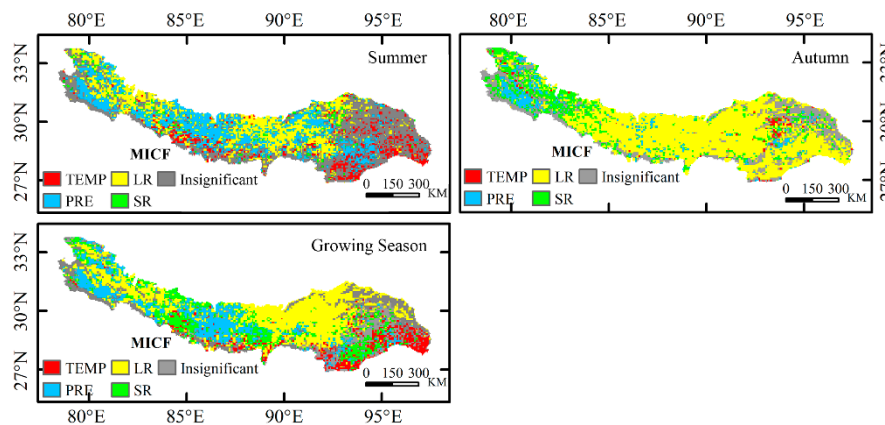 80°E 85°E 90°E 95°E
80°E 85°E 90°E 95°E
33°N
30°N
27°N
Summer
MICF
TEMP LR Insignificant
PRE SR
0 150 300
KM
Autumn
MICF
TEMP LR Insignificant
PRE SR
0 150 300
KM
33°N
30°N
27°N
33°N
30°N
27°N
Growing Season
MICF
TEMP LR Insignificant
PRE SR
0 150 300
KM
80°E 85°E 90°E 95°E